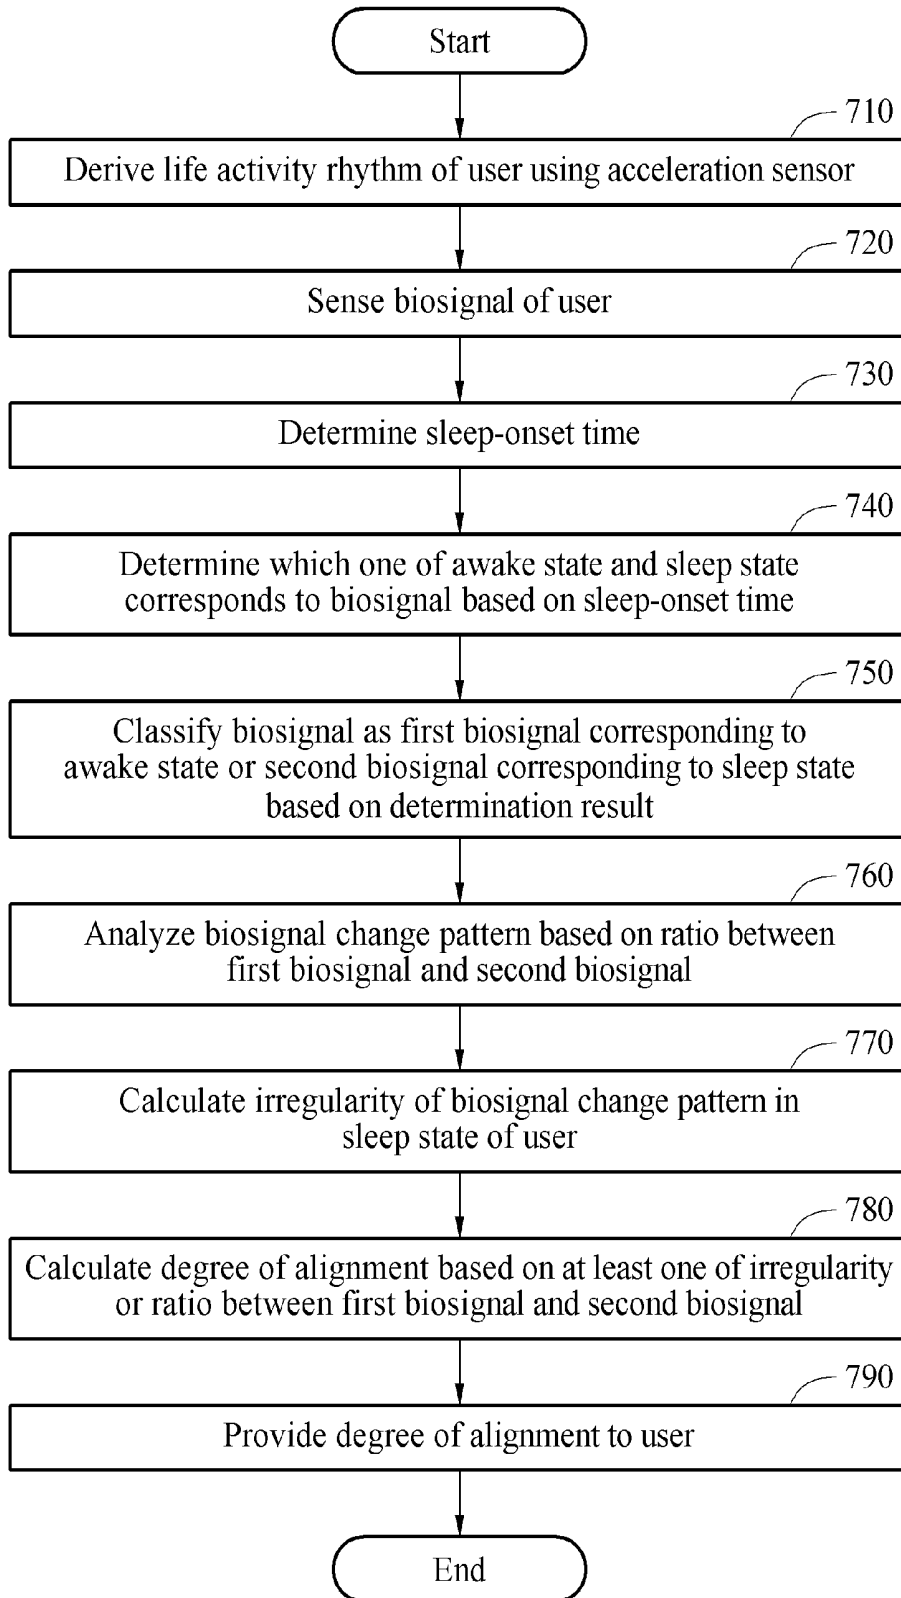 Start
710
Derive life activity rhythm of user using acceleration sensor
720
Sense biosignal of user
730
Determine sleep-onset time
740
Determine which one of awake state and sleep state
corresponds to biosignal based on sleep-onset time
750
Classify biosignal as first biosignal corresponding to
awake state or second biosignal corresponding to sleep state
based on determination result
760
Analyze biosignal change pattern based on ratio between
first biosignal and second biosignal
770
Calculate irregularity of biosignal change pattern in
sleep state of user
780
Calculate degree of alignment based on at least one of irregularity
or ratio between first biosignal and second biosignal
790
Provide degree of alignment to user
End